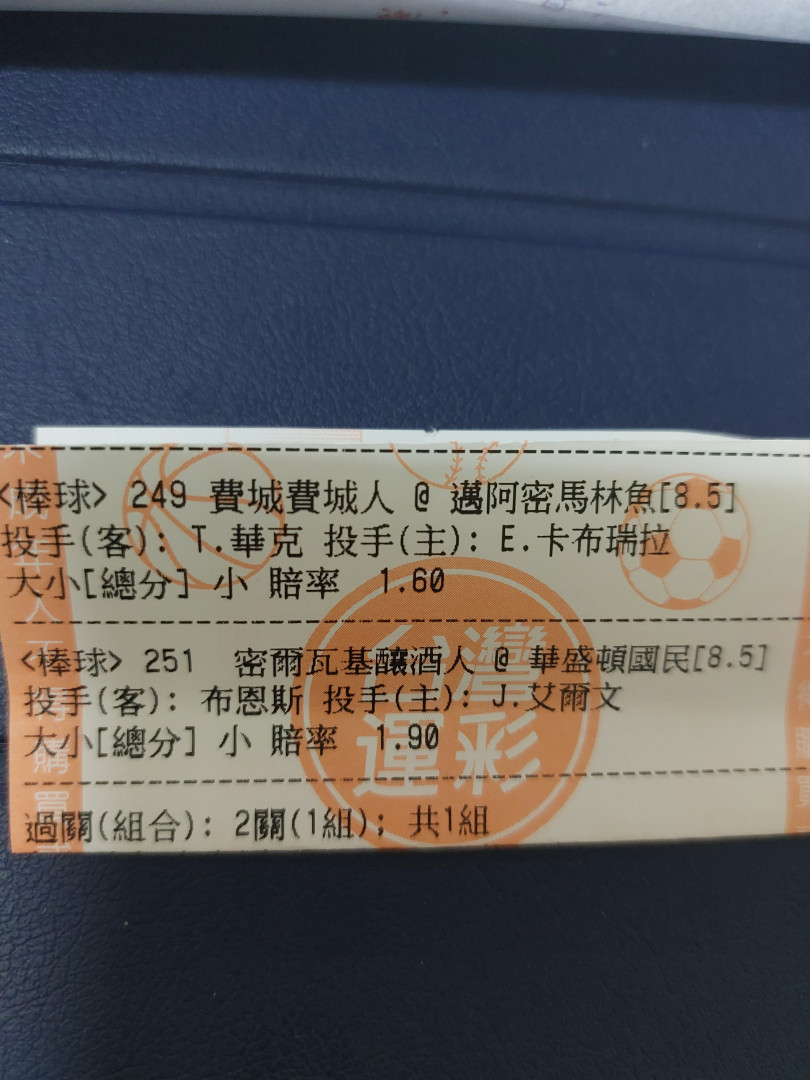 <棒球> 249 費城費城人 @ 邁阿密馬林魚[8.5]
投手(客): T.華克 投手(主): E.卡布瑞拉
大小[總分] 小 賠率 1.60
<棒球> 251 密爾瓦基釀酒人 @ 華盛頓國民[8.5]
投手(客): 布恩斯 投手(主): J.艾爾文
大小[總分] 小 賠率 1.90
過關(組合): 2關(1組); 共1組
台灣
運彩